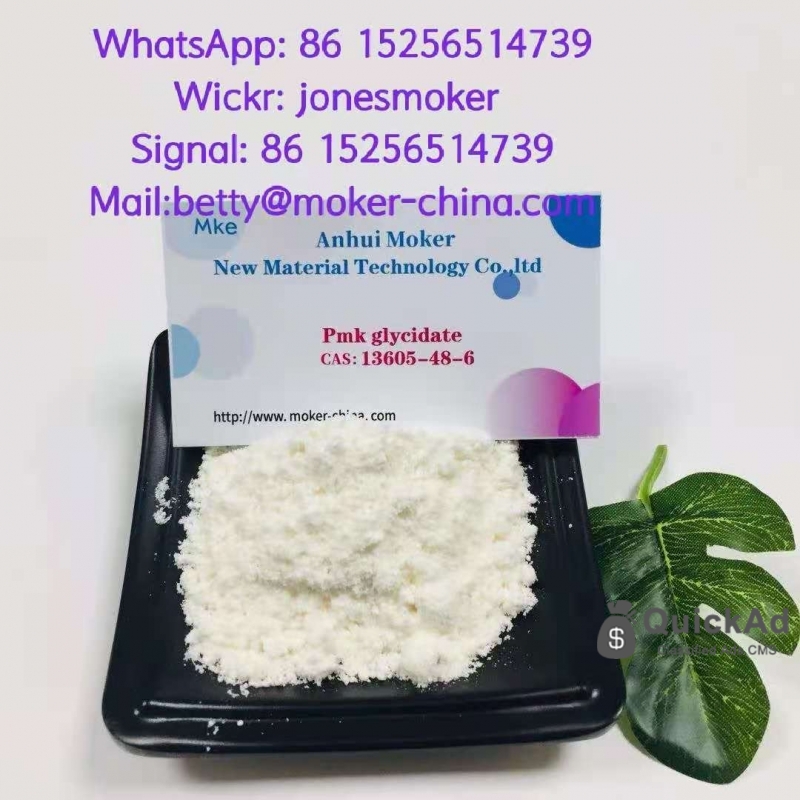 WhatsApp: 86 15256514739
Wickr: jonesmoker
Signal: 86 15256514739
Mail:betty@moker-china.com
Mke
Anhui Moker
New Material Technology Co.,ltd
Pmk glycidate
CAS: 13605-48-6
http://www. moker-china. com
$
QuickAd
CMS